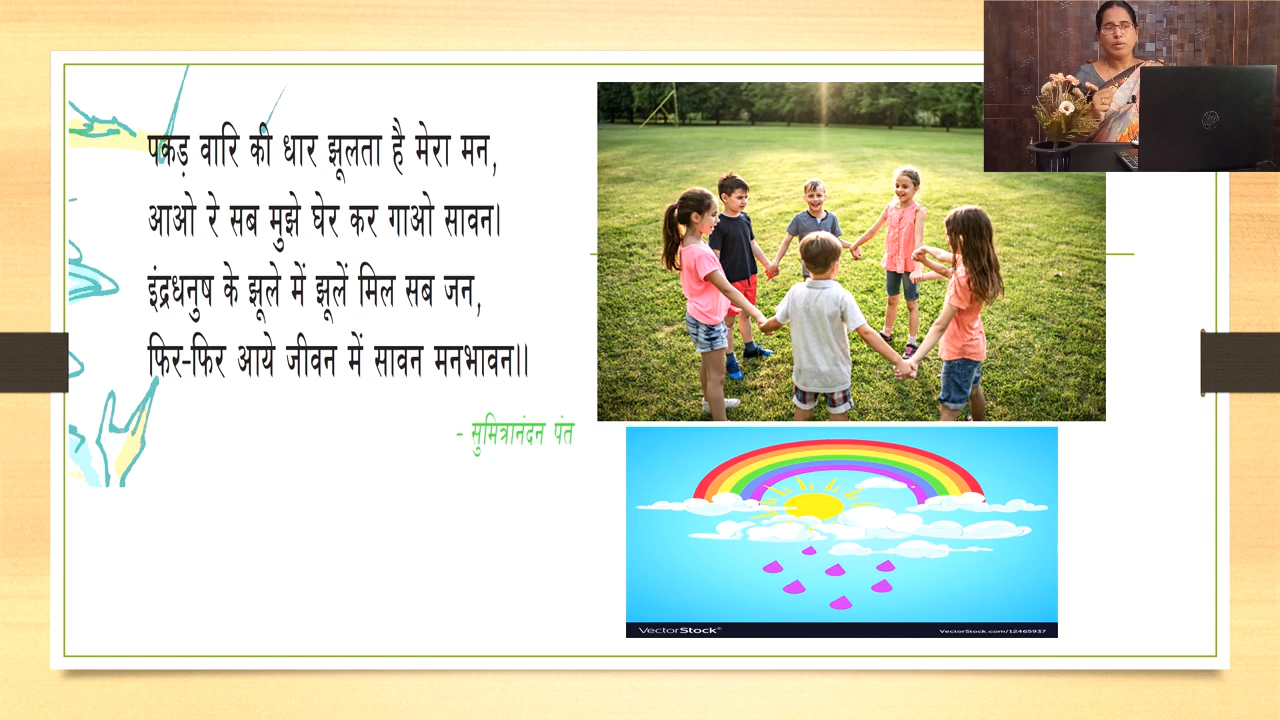 पकड़ वारि की धार झूलता है मेरा मन,
आओ रे सब मुझे घेर कर गाओ सावन।
इंद्रधनुष के झूले में झूलें मिल सब जन,
फिर-फिर आये जीवन में सावन मनभावन।।
- सुमित्रानंदन पंत
VectorStock®
VectorStock.com/12465937
hp